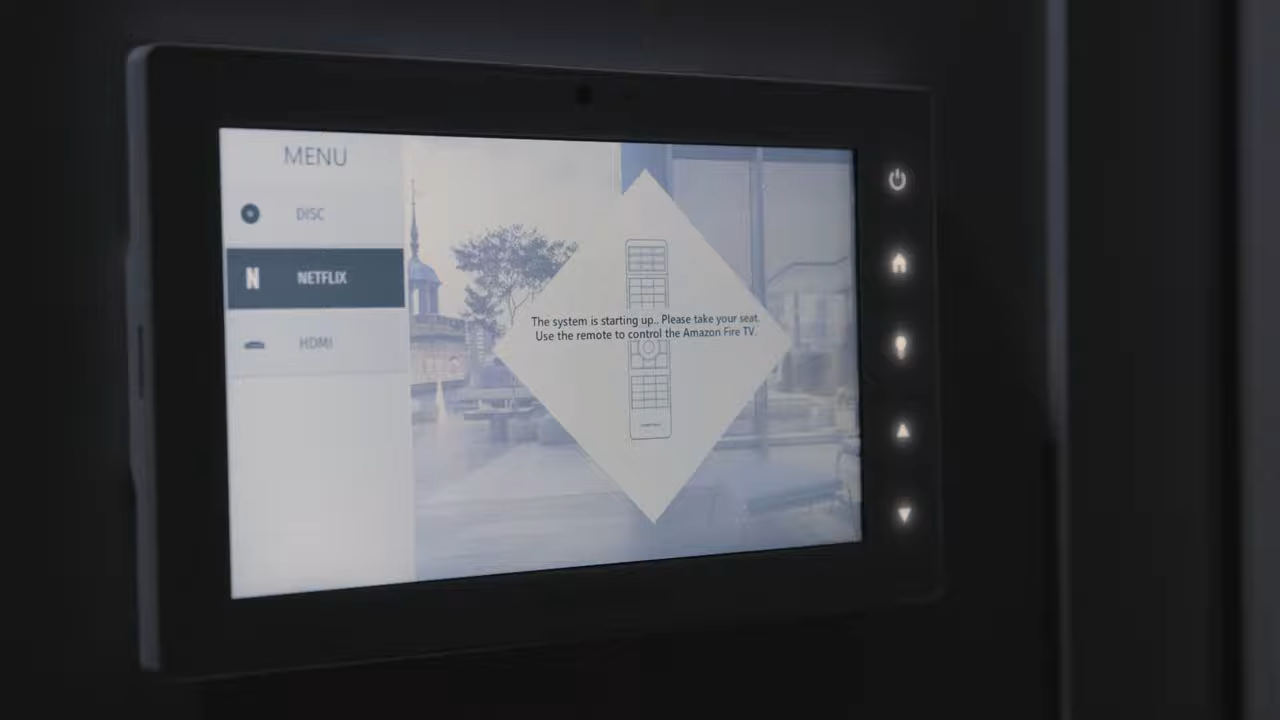 MENU
DISC
N NETFLIX
HDMI
The system is starting up.. Please take your seat.
Use the remote to control the Amazon Fire TV.